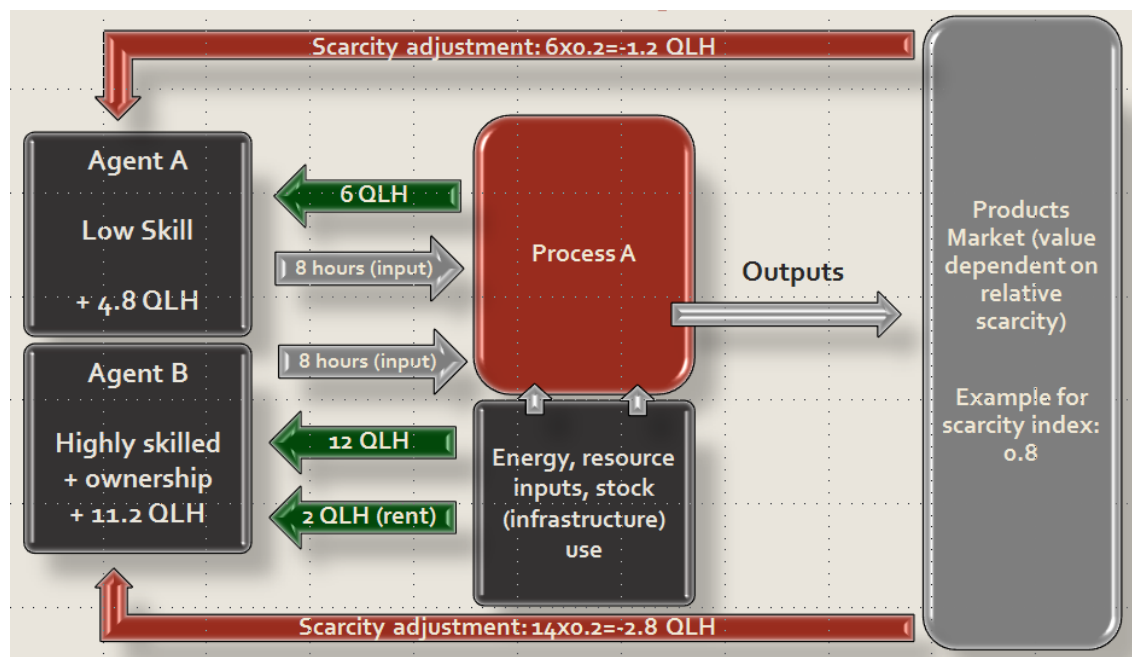 Scarcity adjustment: 6x0.2=-1.2 QLH
Agent A
Low Skill
+ 4.8 QLH
6 QLH
8 hours (input)
Process A
Outputs
Products
Market (value
dependent on
relative
scarcity)
Example for
scarcity index:
0.8
Agent B
Highly skilled
+ ownership
+ 11.2 QLH
8 hours (input)
12 QLH
2 QLH (rent)
Energy, resource
inputs, stock
(infrastructure)
use
Scarcity adjustment: 14x0.2=-2.8 QLH